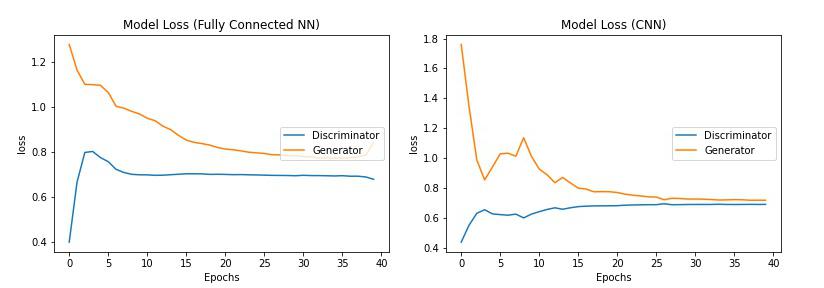 Model Loss (Fully Connected NN)
1.2
1.0
0.8
0.6
0.4
loss
Discriminator
Generator
0 5 10 15 20 25 30 35 40
Epochs
Model Loss (CNN)
1.8
1.6
1.4
1.2
1.0
0.8
0.6
0.4
loss
Discriminator
Generator
0 5 10 15 20 25 30 35 40
Epochs